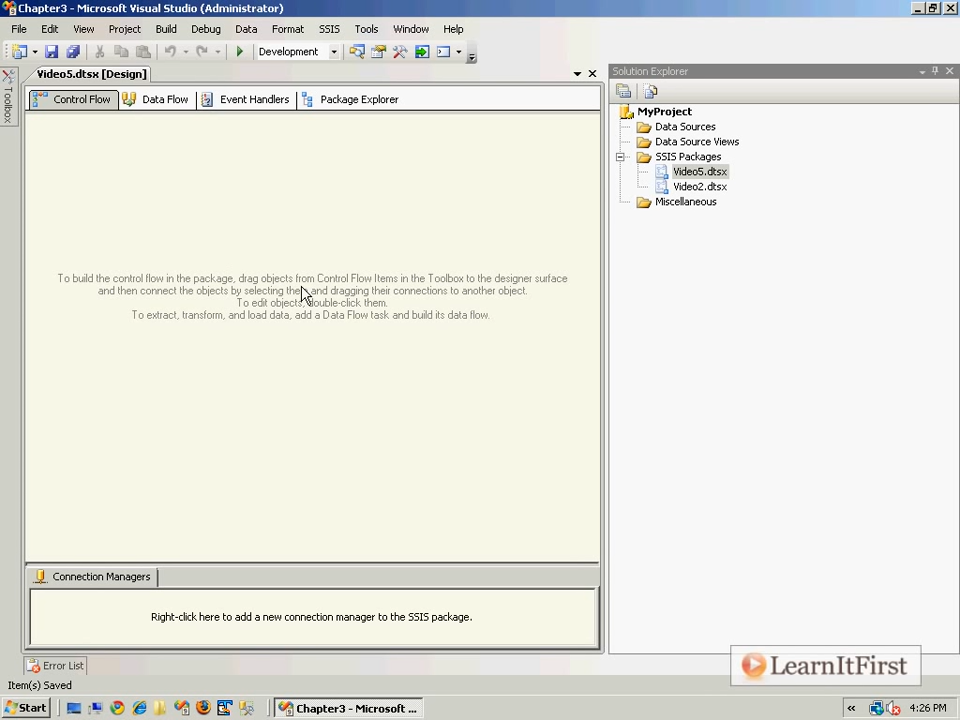 Chapter3 - Microsoft Visual Studio (Administrator)
File Edit View Project Build Debug Data Format SSIS Tools Window Help
Development
Toolbox
Video5.dtsx [Design]
Control Flow Data Flow Event Handlers Package Explorer
To build the control flow in the package, drag objects from Control Flow Items in the Toolbox to the designer surface
and then connect the objects by selecting them and dragging their connections to another object.
To edit objects, double-click them.
To extract, transform, and load data, add a Data Flow task and build its data flow.
Connection Managers
Right-click here to add a new connection manager to the SSIS package.
Solution Explorer
MyProject
Data Sources
Data Source Views
SSIS Packages
Video5.dtsx
Video2.dtsx
Miscellaneous
Error List
Item(s) Saved
LearnItFirst
Start
Chapter3 - Microsoft ...
4:26 PM